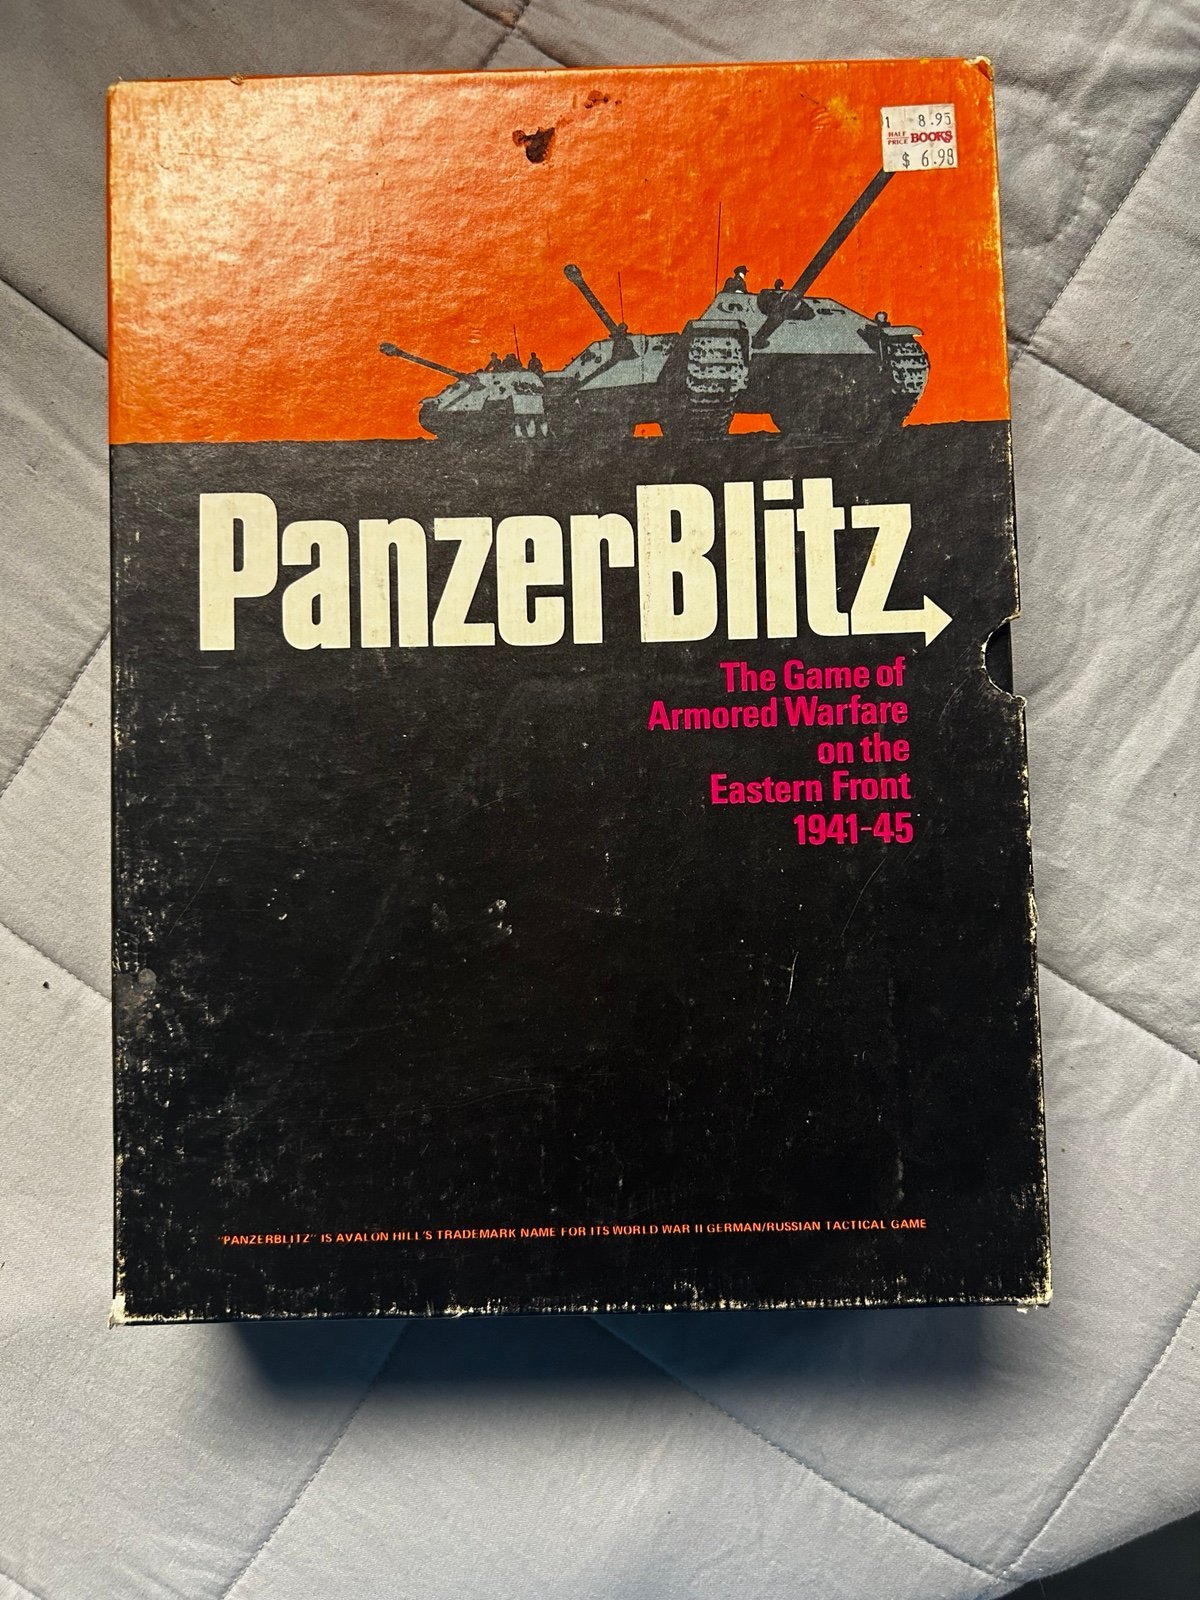 1 8.95
HALF PRICE BOOKS
$ 6.98
PanzerBlitz
The Game of
Armored Warfare
on the
Eastern Front
1941-45
"PANZERBLITZ" IS AVALON HILL'S TRADEMARK NAME FOR ITS WORLD WAR II GERMAN/RUSSIAN TACTICAL GAME